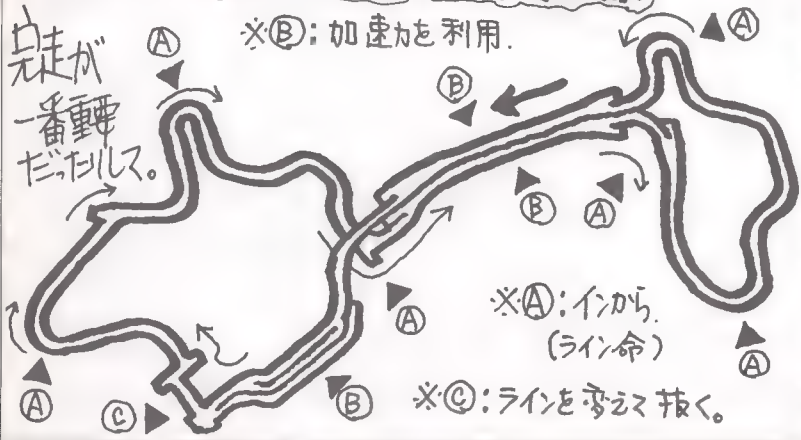 完走が
一番重要
だったりして。
※Ⓑ:加速力を利用.
Ⓐ
Ⓐ
Ⓑ
Ⓑ
Ⓐ
Ⓐ
※Ⓐ:インから.
(ライン命)
Ⓐ
Ⓐ
Ⓒ
Ⓑ
※Ⓒ:ラインを変えて抜く。